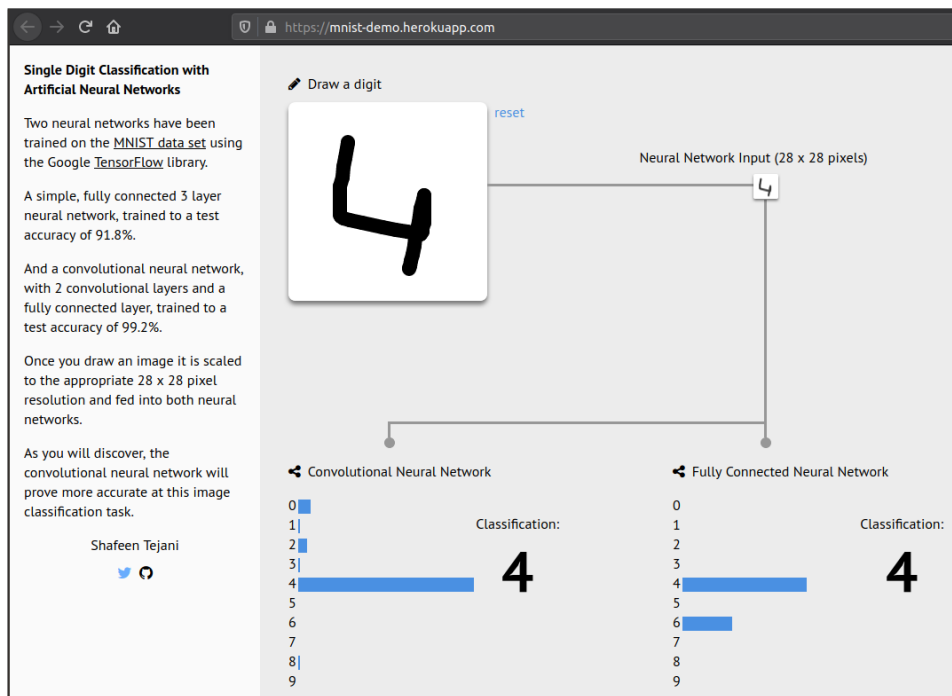 https://mnist-demo.herokuapp.com
Single Digit Classification with
Artificial Neural Networks
Two neural networks have been
trained on the MNIST data set using
the Google TensorFlow library.
A simple, fully connected 3 layer
neural network, trained to a test
accuracy of 91.8%.
And a convolutional neural network,
with 2 convolutional layers and a
fully connected layer, trained to a
test accuracy of 99.2%.
Once you draw an image it is scaled
to the appropriate 28 x 28 pixel
resolution and fed into both neural
networks.
As you will discover, the
convolutional neural network will
prove more accurate at this image
classification task.
Shafeen Tejani
Draw a digit
reset
4
Neural Network Input (28 x 28 pixels)
4
Convolutional Neural Network
0
1
2
3
4
5
6
7
8
9
Classification:
4
Fully Connected Neural Network
0
1
2
3
4
5
6
7
8
9
Classification:
4